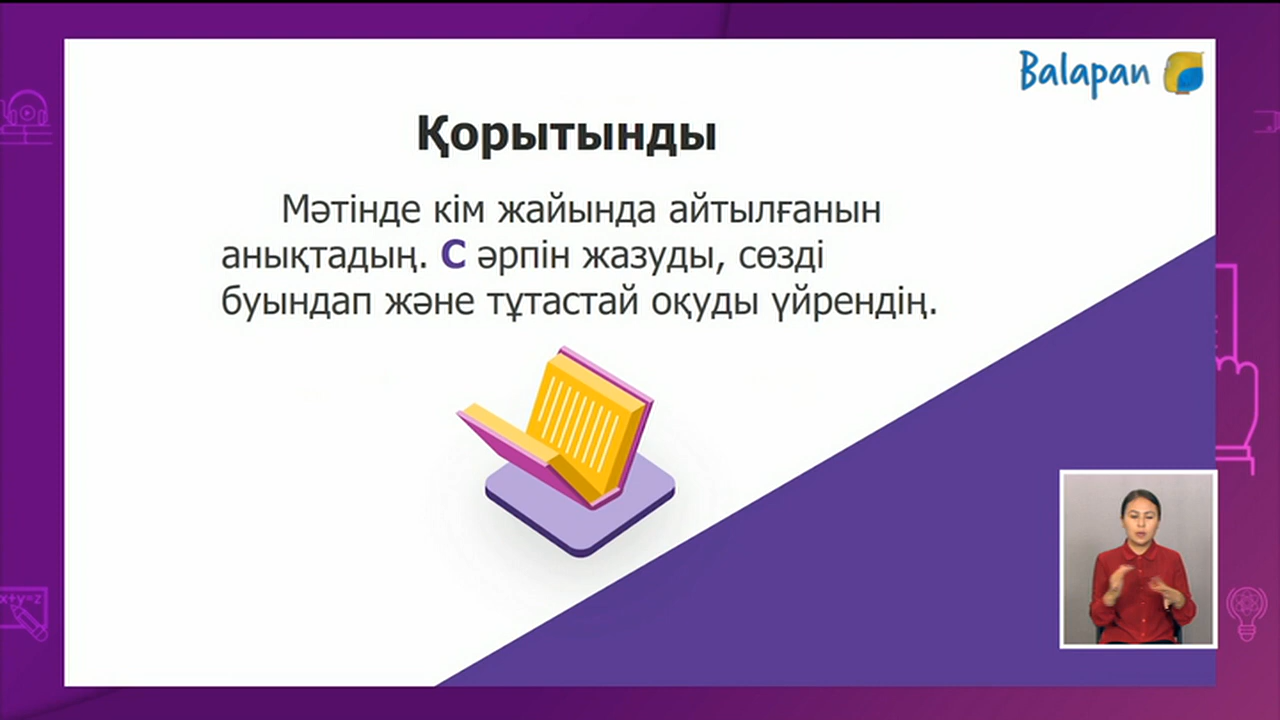 Balapan
Қорытынды
Мәтінде кім жайында айтылғанын
анықтадың. С әрпін жазуды, сөзді
буындап және тұтастай оқуды үйрендің.
x+y=z